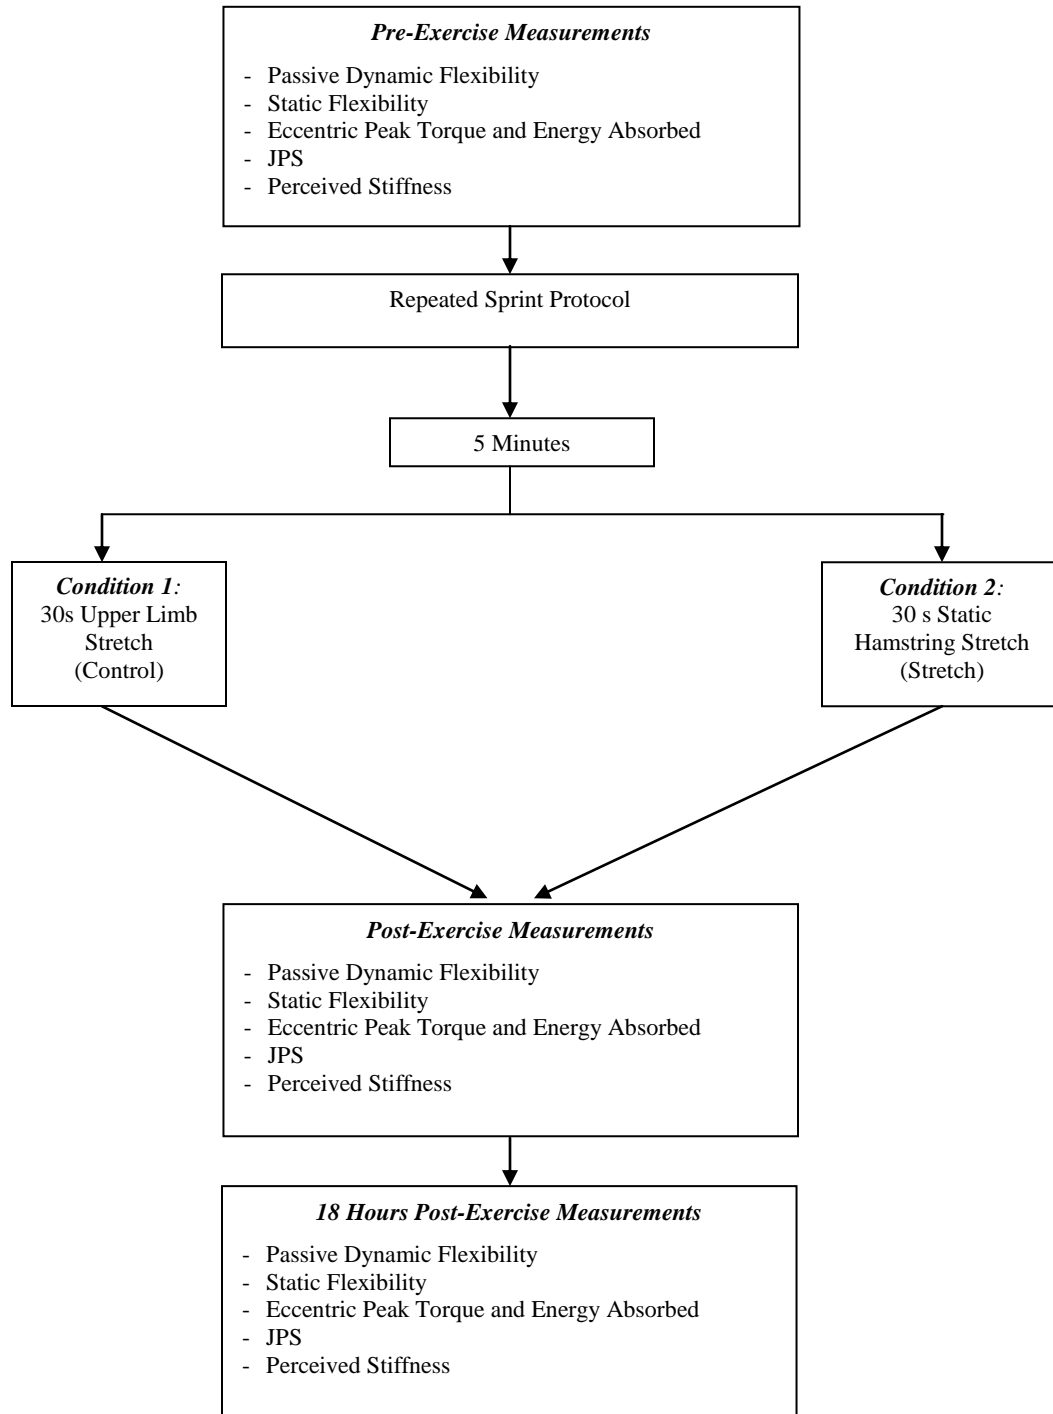 Pre-Exercise Measurements
- Passive Dynamic Flexibility
- Static Flexibility
- Eccentric Peak Torque and Energy Absorbed
- JPS
- Perceived Stiffness
Repeated Sprint Protocol
5 Minutes
Condition 1:
30s Upper Limb
Stretch
(Control)
Condition 2:
30 s Static
Hamstring Stretch
(Stretch)
Post-Exercise Measurements
- Passive Dynamic Flexibility
- Static Flexibility
- Eccentric Peak Torque and Energy Absorbed
- JPS
- Perceived Stiffness
18 Hours Post-Exercise Measurements
- Passive Dynamic Flexibility
- Static Flexibility
- Eccentric Peak Torque and Energy Absorbed
- JPS
- Perceived Stiffness